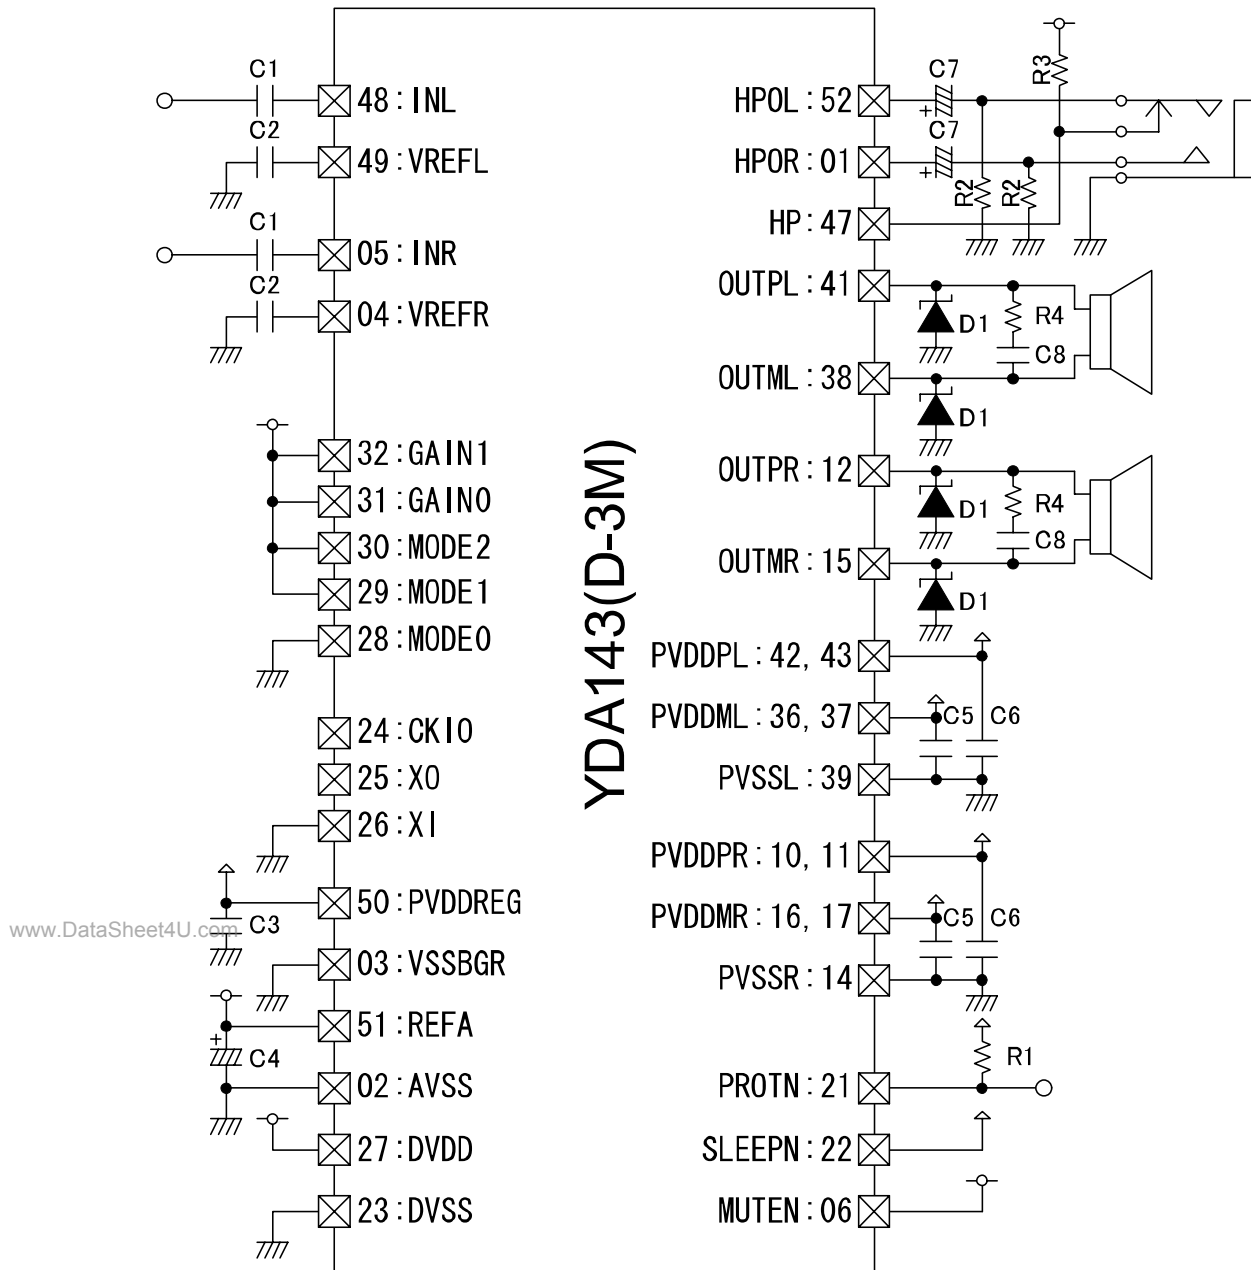 C1
48:INL
C2
49:VREFL
C1
05:INR
C2
04:VREFR
32:GAIN1
31:GAIN0
30:MODE2
29:MODE1
28:MODE0
24:CKIO
25:XO
26:XI
50:PVDDREG
C3
www.DataSheet4U.com
03:VSSBGR
51:REFA
+
C4
02:AVSS
27:DVDD
23:DVSS
YDA143(D-3M)
HPOL:52
C7
+
R3
HPOR:01
C7
+
R2
R2
HP:47
OUTPL:41
D1
R4
C8
OUTML:38
D1
OUTPR:12
D1
R4
C8
OUTMR:15
D1
PVDDPL:42, 43
PVDDML:36, 37
C5
C6
PVSSL:39
PVDDPR:10, 11
PVDDMR:16, 17
C5
C6
PVSSR:14
R1
PROTN:21
SLEEPN:22
MUTEN:06